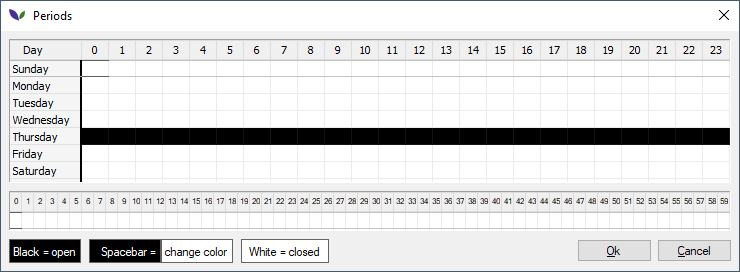 Periods
Day 0 1 2 3 4 5 6 7 8 9 10 11 12 13 14 15 16 17 18 19 20 21 22 23
Sunday
Monday
Tuesday
Wednesday
Thursday
Friday
Saturday
0 1 2 3 4 5 6 7 8 9 10 11 12 13 14 15 16 17 18 19 20 21 22 23 24 25 26 27 28 29 30 31 32 33 34 35 36 37 38 39 40 41 42 43 44 45 46 47 48 49 50 51 52 53 54 55 56 57 58 59
Black = open Spacebar = change color White = closed Ok Cancel